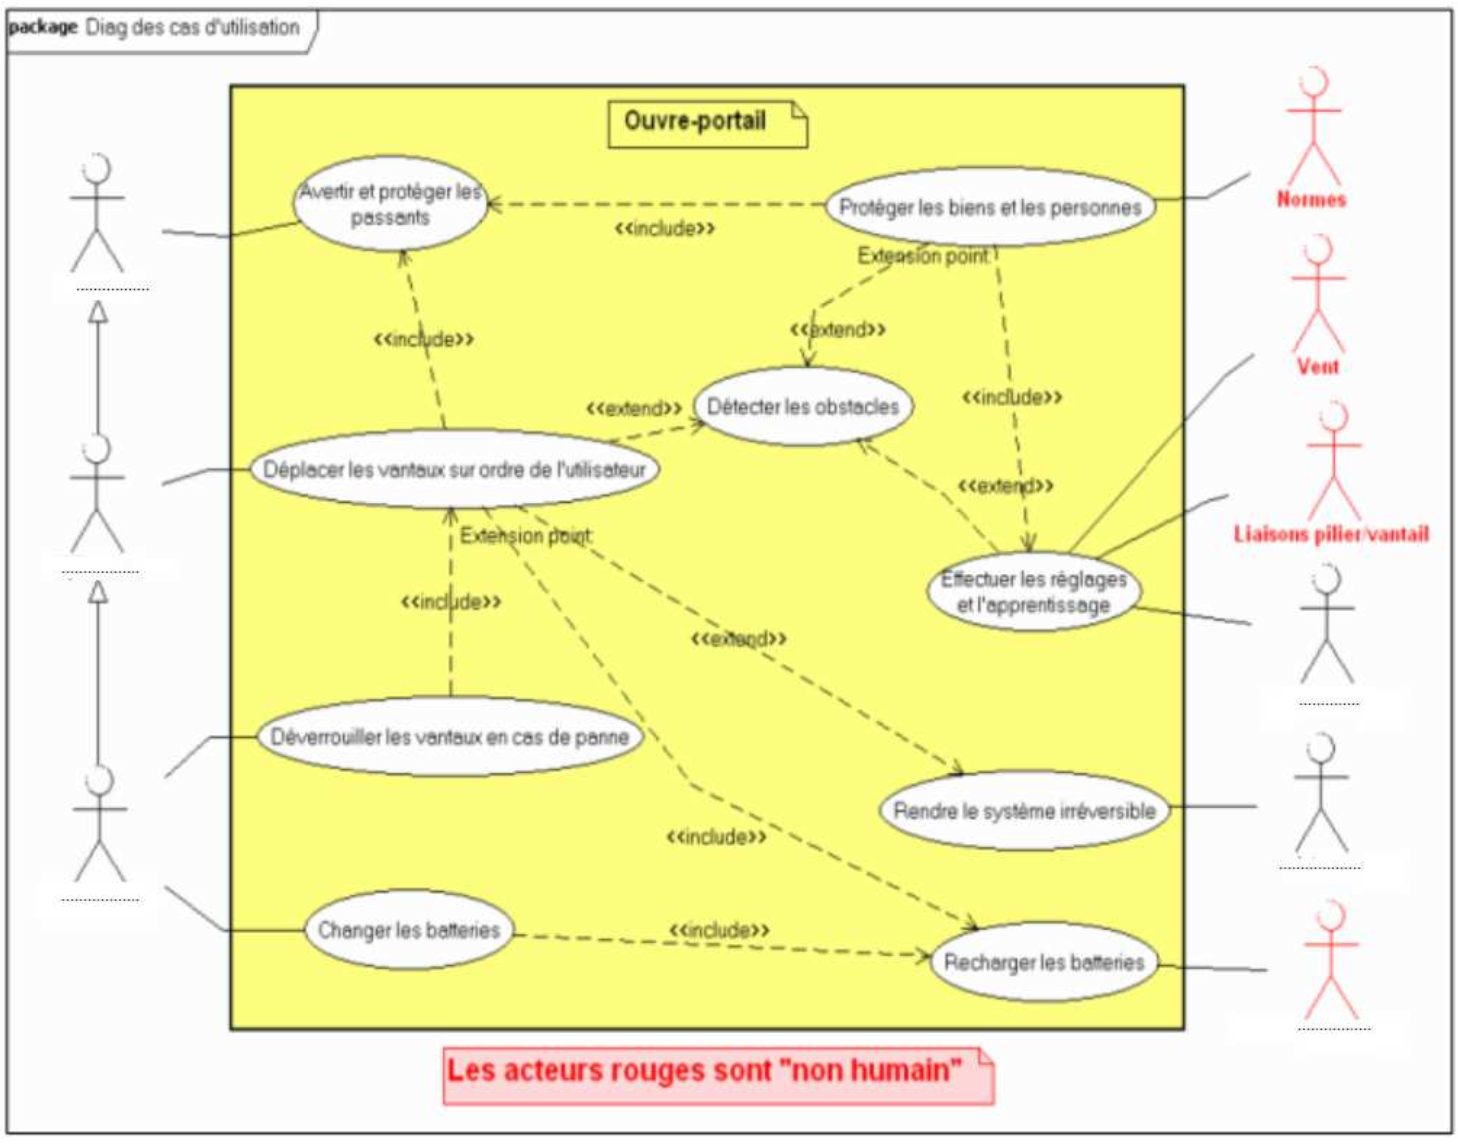 package Diag des cas d'utilisation
Ouvre-portail
Normes
Avertir et protéger les
passants
Protéger les biens et les personnes
<<include>>
Extension point
Vent
<<include>>
<<extend>>
<<extend>>
Détecter les obstacles
<<include>>
Déplacer les vantaux sur ordre de l'utilisateur
<<extend>>
Liaisons pilier/vantail
Extension point
Effectuer les réglages
et l'apprentissage
<<include>>
<<extend>>
Déverrouiller les vantaux en cas de panne
Rendre le système irréversible
<<include>>
Changer les batteries
<<include>>
Recharger les batteries
Les acteurs rouges sont "non humain"